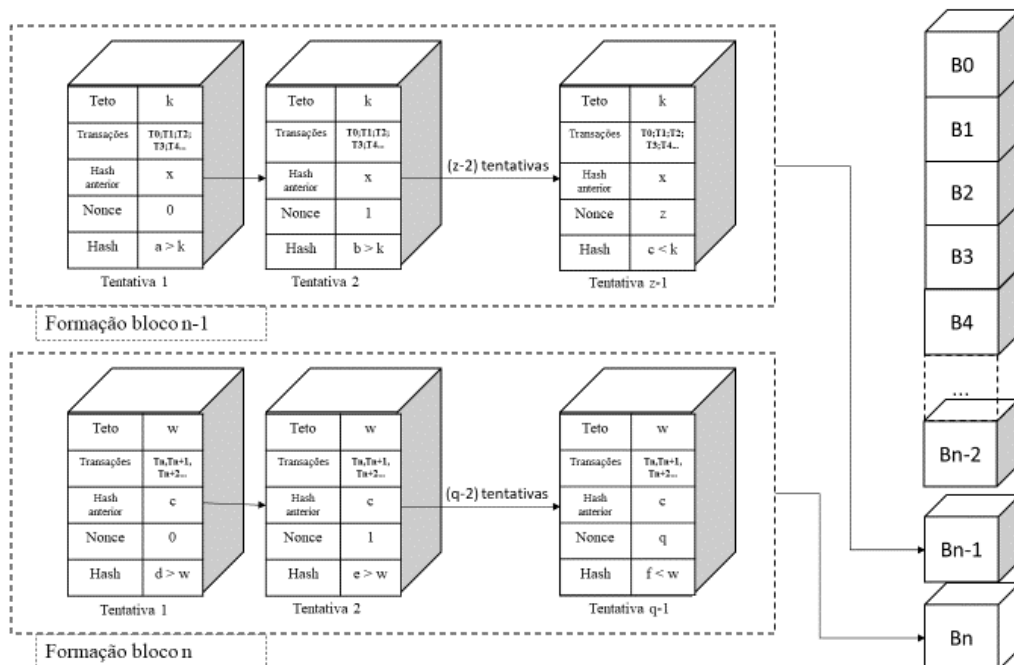 Teto k
Transações T0;T1;T2;
T3;T4...
Hash
anterior x
Nonce 0
Hash a > k
Tentativa 1
Teto k
Transações T0;T1;T2;
T3;T4...
Hash
anterior x
Nonce 1
Hash b > k
Tentativa 2
(z-2) tentativas
Teto k
Transações T0;T1;T2;
T3;T4...
Hash
anterior x
Nonce z
Hash c < k
Tentativa z-1
Formação bloco n-1
Teto w
Transações Tn,Tn+1,
Tn+2...
Hash
anterior c
Nonce 0
Hash d > w
Tentativa 1
Teto w
Transações Tn,Tn+1,
Tn+2...
Hash
anterior c
Nonce 1
Hash e > w
Tentativa 2
(q-2) tentativas
Teto w
Transações Tn,Tn+1,
Tn+2...
Hash
anterior c
Nonce q
Hash f < w
Tentativa q-1
Formação bloco n
B0
B1
B2
B3
B4
...
Bn-2
Bn-1
Bn